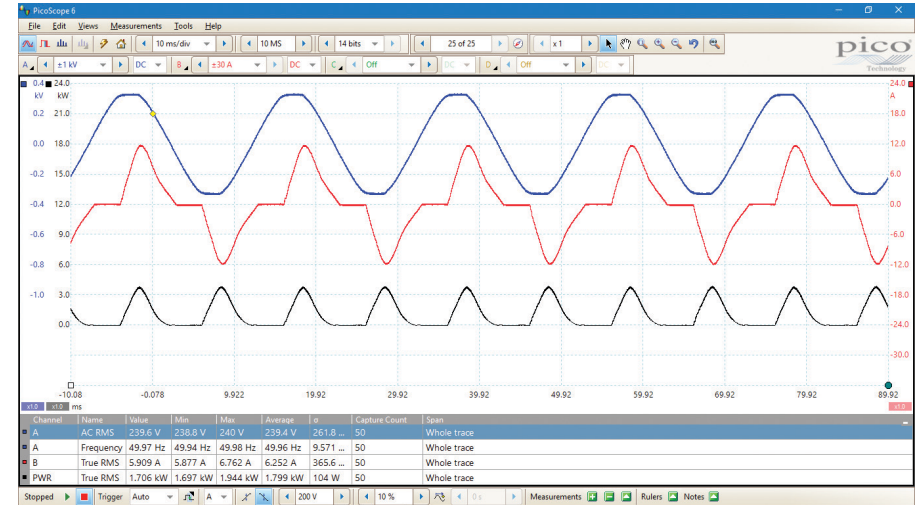 PicoScope 6
File Edit Views Measurements Tools Help
10 ms/div 10 MS 14 bits 25 of 25 x 1
pico
Technology
A ±1 kV DC B ±30 A DC C Off DC D Off DC
0.4 24.0 24.0
kV kW A
0.2 21.0 18.0
0.0 18.0 12.0
-0.2 15.0 6.0
-0.4 12.0 0.0
-0.6 9.0 -6.0
-0.8 6.0 -12.0
-1.0 3.0 -18.0
0.0 -24.0
-30.0
-10.08 -0.078 9.922 19.92 29.92 39.92 49.92 59.92 69.92 79.92 89.92
x1.0 x1.0 ms x1.0
Channel Name Value Min Max Average σ Capture Count Span
A AC RMS 239.6 V 238.8 V 240 V 239.4 V 261.8 ... 50 Whole trace
A Frequency 49.97 Hz 49.94 Hz 49.98 Hz 49.96 Hz 9.571 ... 50 Whole trace
B True RMS 5.909 A 5.877 A 6.762 A 6.252 A 365.6 ... 50 Whole trace
PWR True RMS 1.706 kW 1.697 kW 1.944 kW 1.799 kW 104 W 50 Whole trace
Stopped Trigger Auto A 200 V 10 % 0 s Measurements Rulers Notes